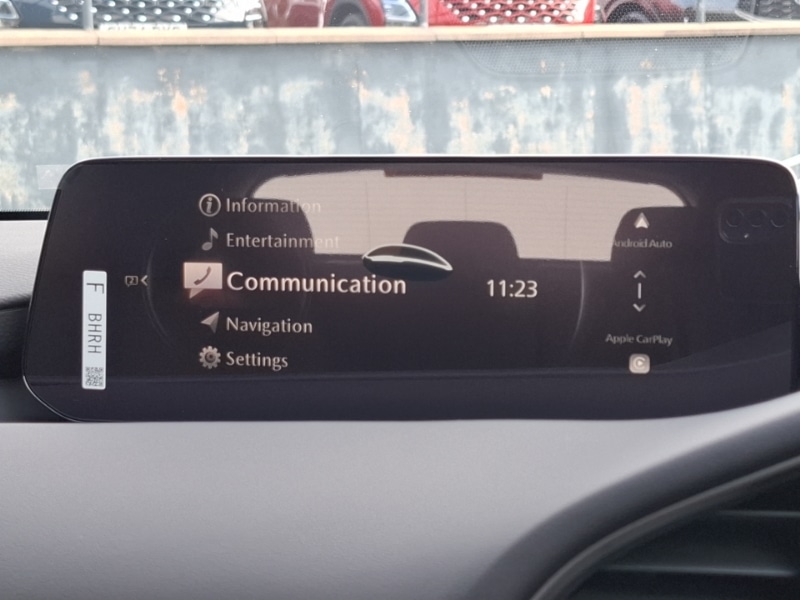 Information
Entertainment
Communication
Navigation
Settings
11:23
Android Auto
Apple CarPlay
F BHRH